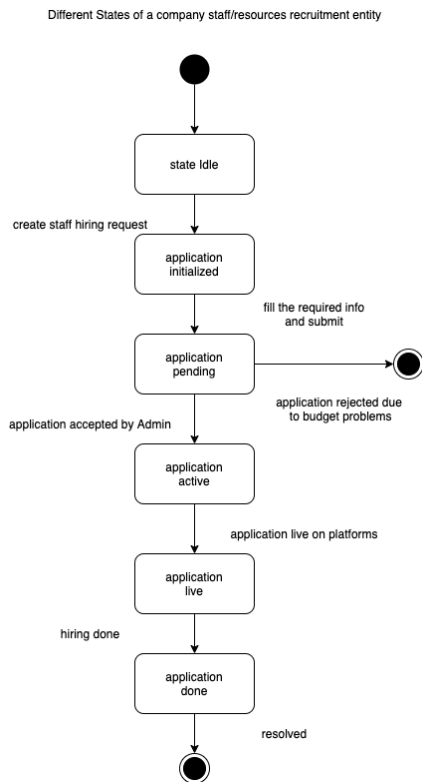 Different States of a company staff/resources recruitment entity
state Idle
create staff hiring request
application
initialized
fill the required info
and submit
application
pending
application rejected due
to budget problems
application accepted by Admin
application
active
application live on platforms
application
live
hiring done
application
done
resolved